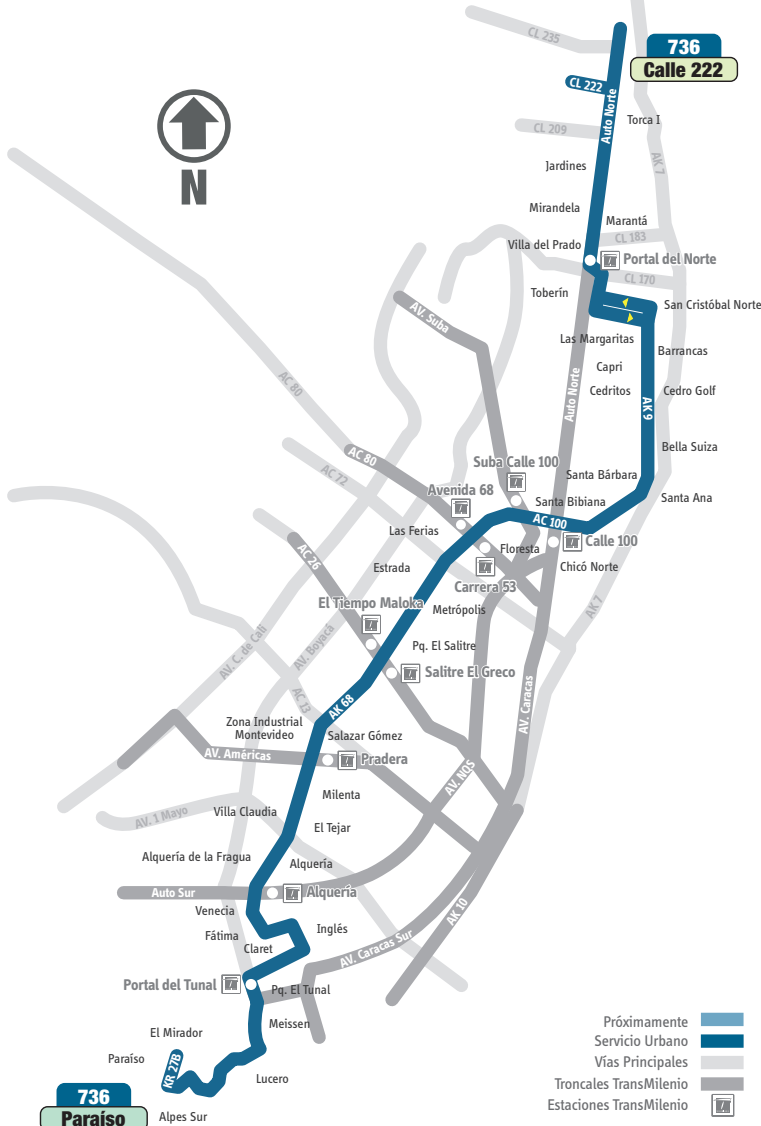 CL 235
736
Calle 222
CL 222
Auto Norte
Torca I
CL 209
AK 7
Jardines
N
Mirandela
Marantá
CL 183
Villa del Prado
Portal del Norte
CL 170
Toberín
San Cristóbal Norte
AV. Suba
Las Margaritas
Barrancas
Capri
Auto Norte
AC 80
Cedritos
Cedro Golf
AK 9
Bella Suiza
AC 80
Suba Calle 100
AC 72
Santa Bárbara
Avenida 68
Santa Bibiana
Santa Ana
AC 100
Las Ferias
Calle 100
AC 26
Floresta
Estrada
Chicó Norte
Carrera 53
El Tiempo Maloka
Metrópolis
AK 7
Pq. El Salitre
AV. C. de Cali
AV. Boyacá
Salitre El Greco
AC 13
AK 68
AV. Caracas
Zona Industrial
Montevideo
Salazar Gómez
AV. Américas
Pradera
AV. NQS
Milenta
AV. 1 Mayo
Villa Claudia
El Tejar
Alquería de la Fragua
Alquería
Auto Sur
Alquería
Venecia
AK 10
Inglés
Fátima
Claret
AV. Caracas Sur
Portal del Tunal
Pq. El Tunal
Meissen
El Mirador
Paraíso
KR 27B
Lucero
736
Paraíso
Alpes Sur
Próximamente
Servicio Urbano
Vías Principales
Troncales TransMilenio
Estaciones TransMilenio